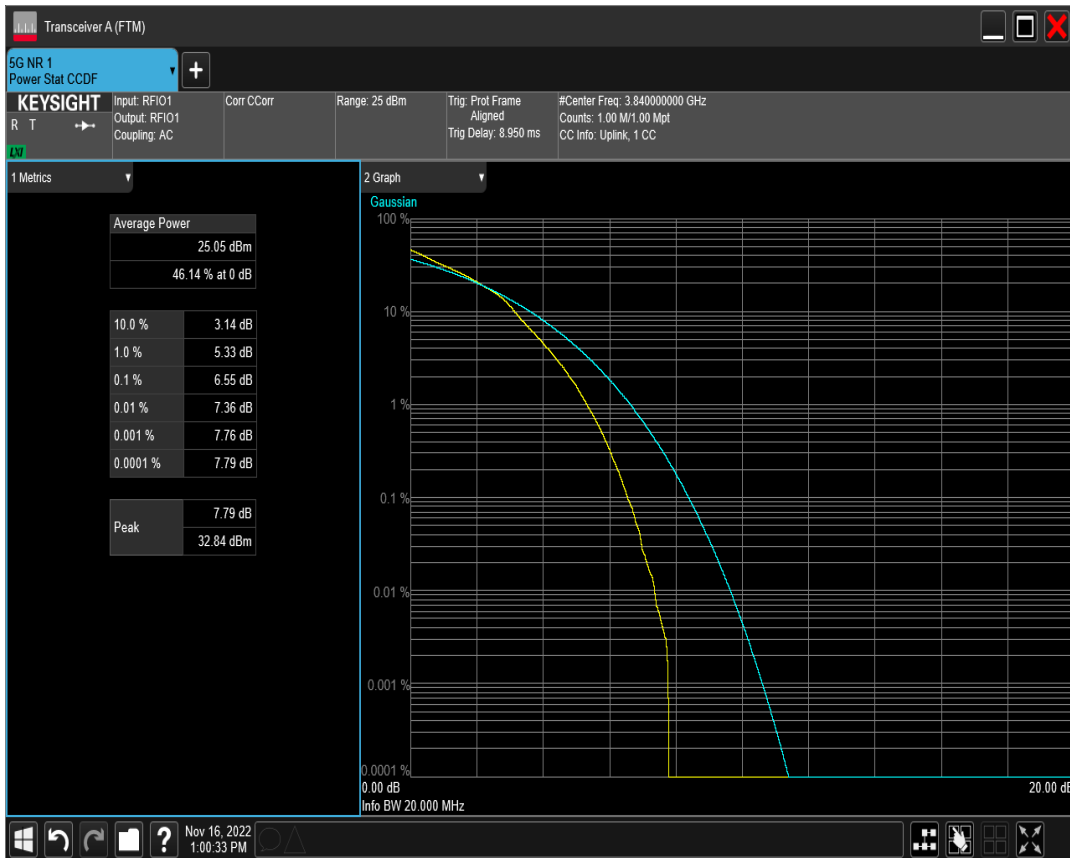 Transceiver A (FTM)
5G NR 1
Power Stat CCDF
+
KEYSIGHT
R T
LXI
Input: RFIO1
Output: RFIO1
Coupling: AC
Corr CCorr
Range: 25 dBm
Trig: Prot Frame
Aligned
Trig Delay: 8.950 ms
#Center Freq: 3.840000000 GHz
Counts: 1.00 M/1.00 Mpt
CC Info: Uplink, 1 CC
1 Metrics
Average Power
25.05 dBm
46.14 % at 0 dB
10.0 % 3.14 dB
1.0 % 5.33 dB
0.1 % 6.55 dB
0.01 % 7.36 dB
0.001 % 7.76 dB
0.0001 % 7.79 dB
Peak
7.79 dB
32.84 dBm
2 Graph
Gaussian
100 %
10 %
1 %
0.1 %
0.01 %
0.001 %
0.0001 %
0.00 dB 20.00 dB
Info BW 20.000 MHz
?
Nov 16, 2022
1:00:33 PM